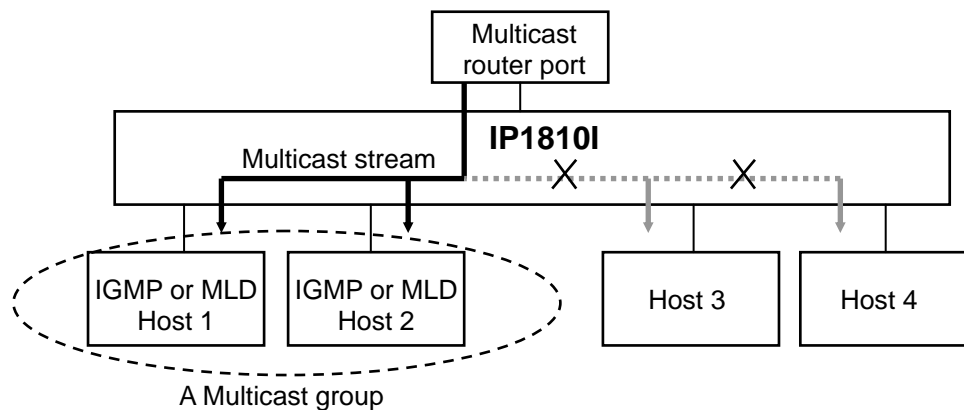 Multicast
router port
IP1810I
Multicast stream
IGMP or MLD
Host 1
IGMP or MLD
Host 2
Host 3
Host 4
A Multicast group